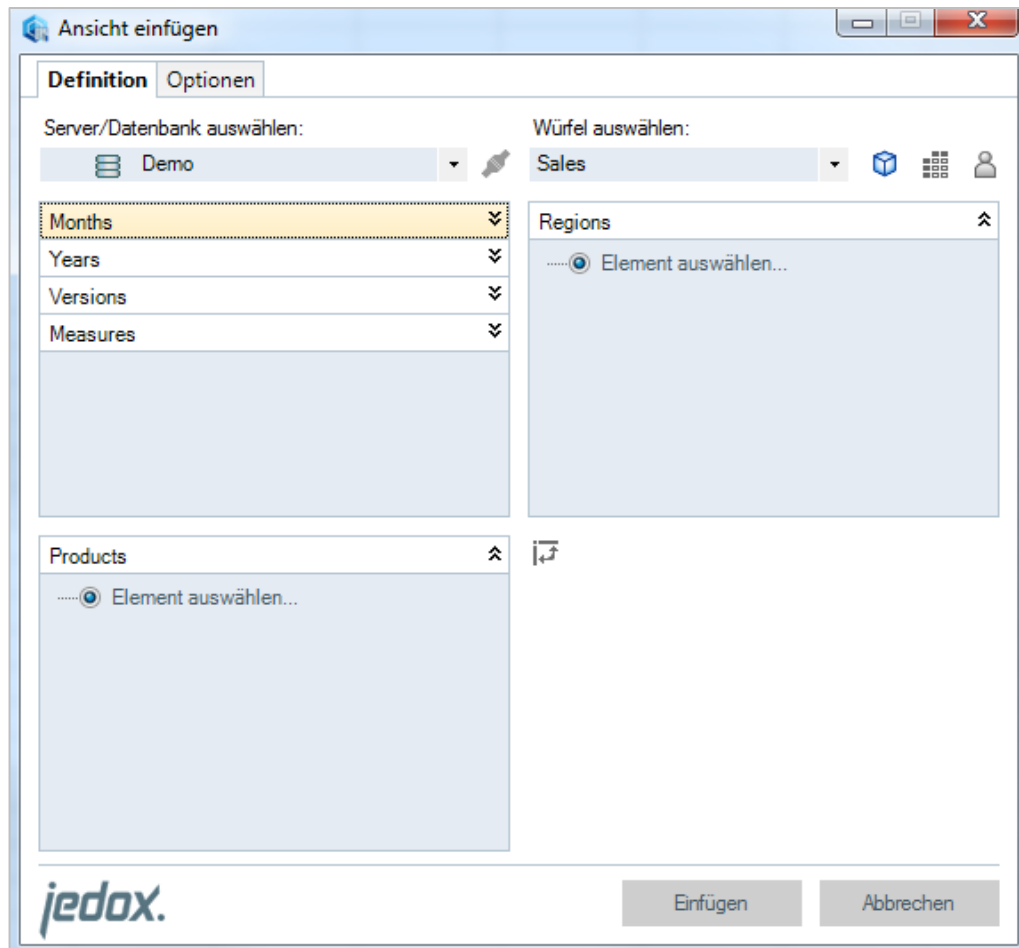 Ansicht einfügen
Definition Optionen
Server/Datenbank auswählen:
Demo
Würfel auswählen:
Sales
Months
Years
Versions
Measures
Regions
Element auswählen...
Products
Element auswählen...
jedox.
Einfügen
Abbrechen